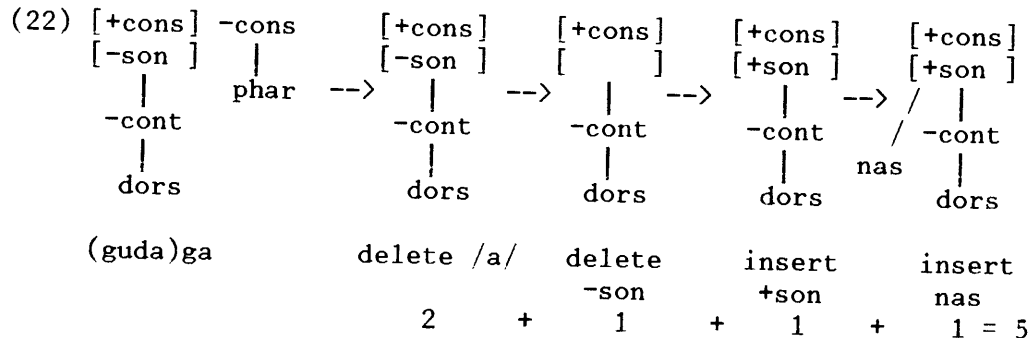 (22) [+cons] -cons [+cons] [+cons] [+cons] [+cons]
[-son ] | [-son ] [ ] [+son ] [+son ]
| phar --> | --> | --> | --> / |
-cont -cont -cont -cont / -cont
| | | | nas |
dors dors dors dors dors
(guda)ga delete /a/ delete insert insert
-son +son nas
2 + 1 + 1 + 1 = 5